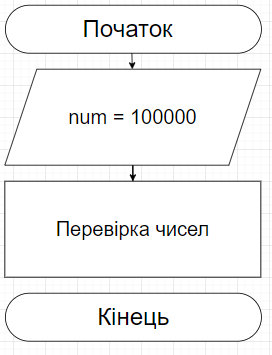 Початок
num = 100000
Перевірка чисел
Кінець